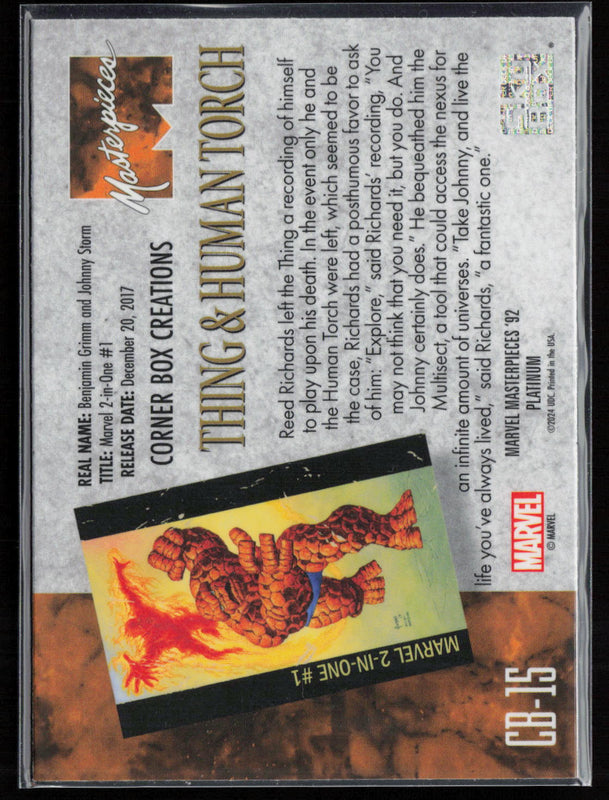 Masterpieces
REAL NAME: Benjamin Grimm and Johnny Storm
TITLE: Marvel 2-in-One #1
RELEASE DATE: December 20, 2017
CORNER BOX CREATIONS
THING & HUMAN TORCH
Reed Richards left the Thing a recording of himself
to play upon his death. In the event only he and
the Human Torch were left, which seemed to be
the case, Richards had a posthumous favor to ask
of him: "Explore," said Richards' recording, "You
may not think that you need it, but you do. And
Johnny certainly does." He bequeathed him the
Multisect, a tool that could access the nexus for
an infinite amount of universes. "Take Johnny, and live the
life you've always lived," said Richards, "a fantastic one."
MARVEL 2-IN-ONE #1
CB-15
MARVEL
© MARVEL
MARVEL MASTERPIECES '92
PLATINUM
©2024 UDC. Printed in the USA.